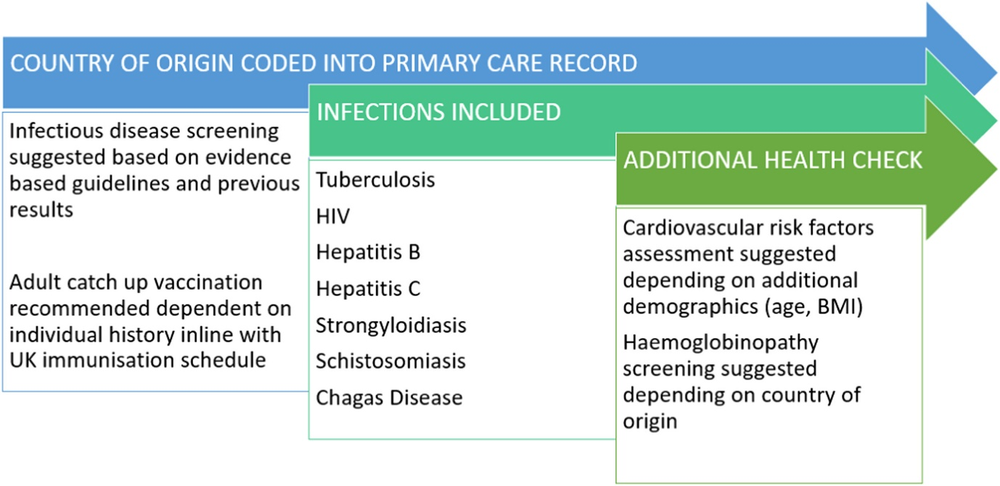 COUNTRY OF ORIGIN CODED INTO PRIMARY CARE RECORD
Infectious disease screening
suggested based on evidence
based guidelines and previous
results
Adult catch up vaccination
recommended dependent on
individual history inline with
UK immunisation schedule
INFECTIONS INCLUDED
Tuberculosis
HIV
Hepatitis B
Hepatitis C
Strongyloidiasis
Schistosomiasis
Chagas Disease
ADDITIONAL HEALTH CHECK
Cardiovascular risk factors
assessment suggested
depending on additional
demographics (age, BMI)
Haemoglobinopathy
screening suggested
depending on country of
origin